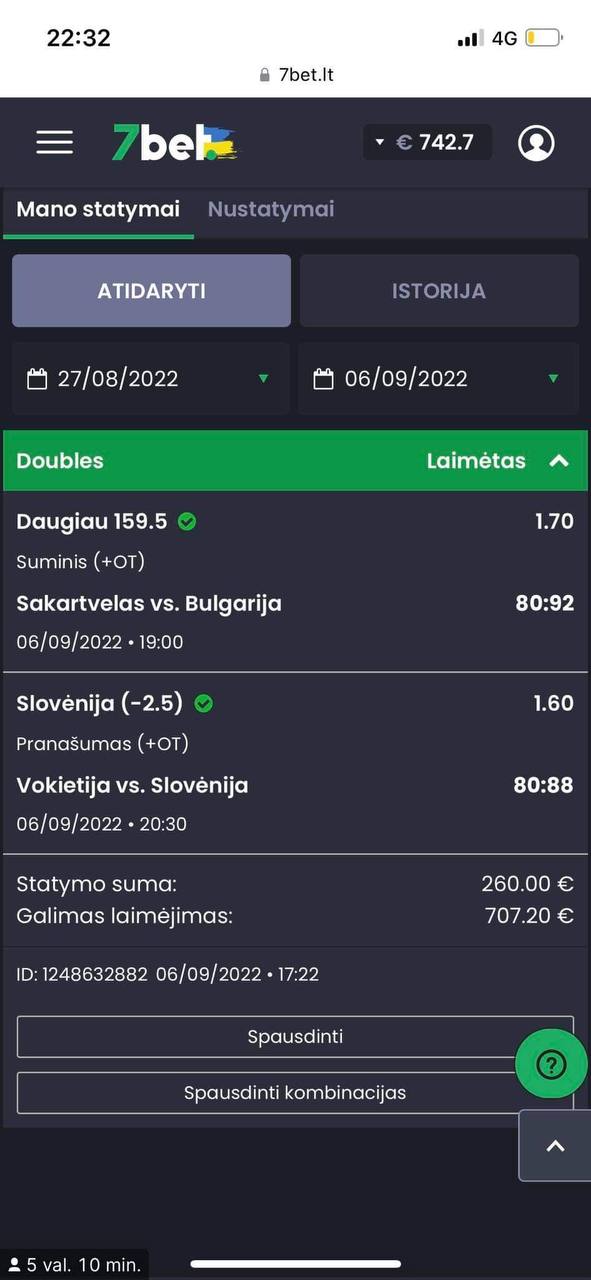 22:32
4G
7bet.lt
7bet.
€ 742.7
Mano statymai Nustatymai
ATIDARYTI ISTORIJA
27/08/2022 06/09/2022
Doubles Laimėtas
Daugiau 159.5 1.70
Suminis (+OT)
Sakartvelas vs. Bulgarija 80:92
06/09/2022 • 19:00
Slovėnija (-2.5) 1.60
Pranašumas (+OT)
Vokietija vs. Slovėnija 80:88
06/09/2022 • 20:30
Statymo suma: 260.00 €
Galimas laimėjimas: 707.20 €
ID: 1248632882 06/09/2022 • 17:22
Spausdinti
?
Spausdinti kombinacijas
5 val. 10 min.